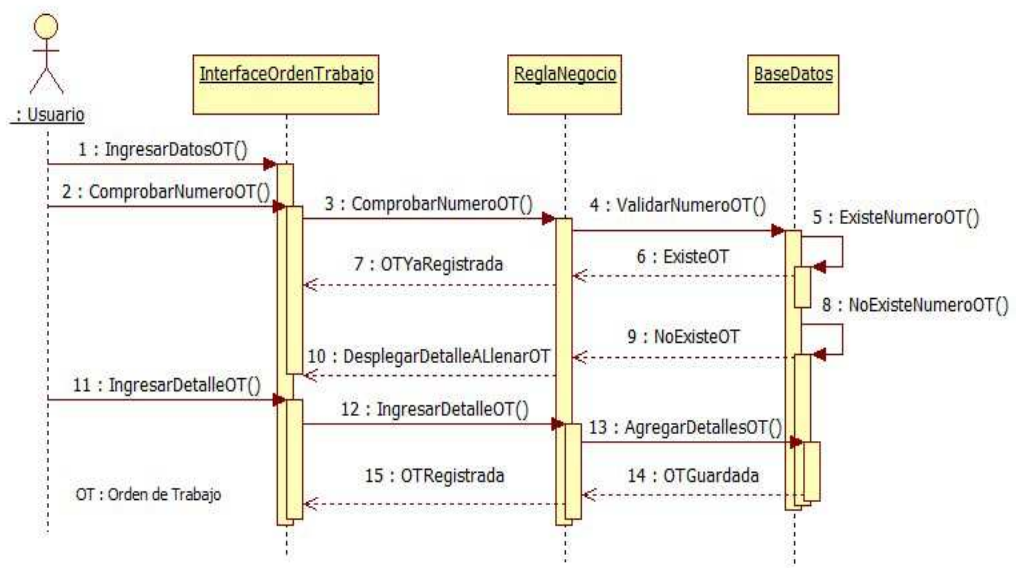 InterfaceOrdenTrabajo
ReglaNegocio
BaseDatos
: Usuario
1 : IngresarDatosOT()
2 : ComprobarNumeroOT()
3 : ComprobarNumeroOT()
4 : ValidarNumeroOT()
5 : ExisteNumeroOT()
6 : ExisteOT
7 : OTYaRegistrada
8 : NoExisteNumeroOT()
9 : NoExisteOT
10 : DesplegarDetalleALlenarOT
11 : IngresarDetalleOT()
12 : IngresarDetalleOT()
13 : AgregarDetallesOT()
14 : OTGuardada
15 : OTRegistrada
OT : Orden de Trabajo